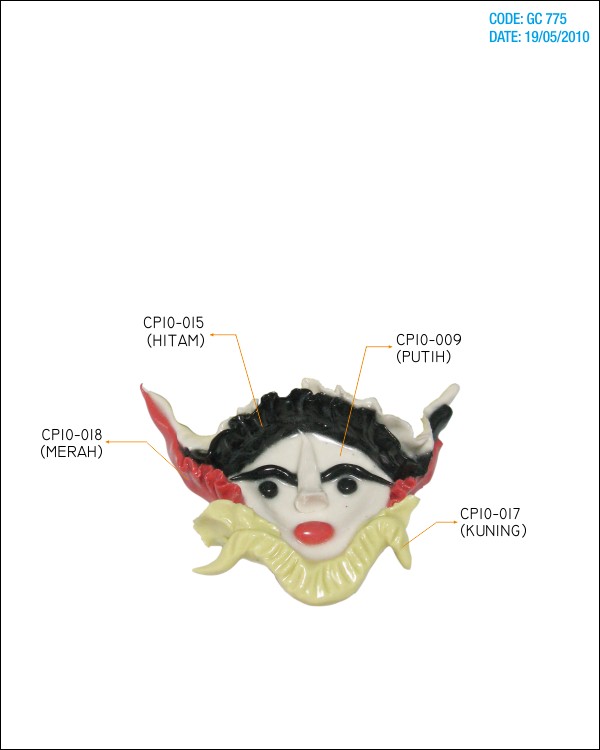 CODE: GC 775
DATE: 19/05/2010
CP10-015
(HITAM)
CP10-009
(PUTIH)
CP10-018
(MERAH)
CP10-017
(KUNING)